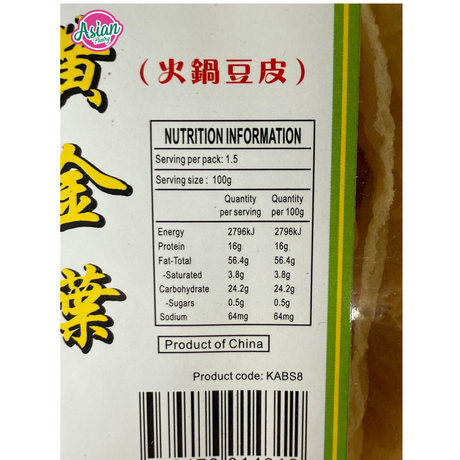 Asian
Pantry
黃金葉
(火鍋豆皮)
NUTRITION INFORMATION
Serving per pack: 1.5
Serving size : 100g
Quantity per serving Quantity per 100g
Energy 2796kJ 2796kJ
Protein 16g 16g
Fat-Total 56.4g 56.4g
-Saturated 3.8g 3.8g
Carbohydrate 24.2g 24.2g
-Sugars 0.5g 0.5g
Sodium 64mg 64mg
Product of China
Product code: KABS8